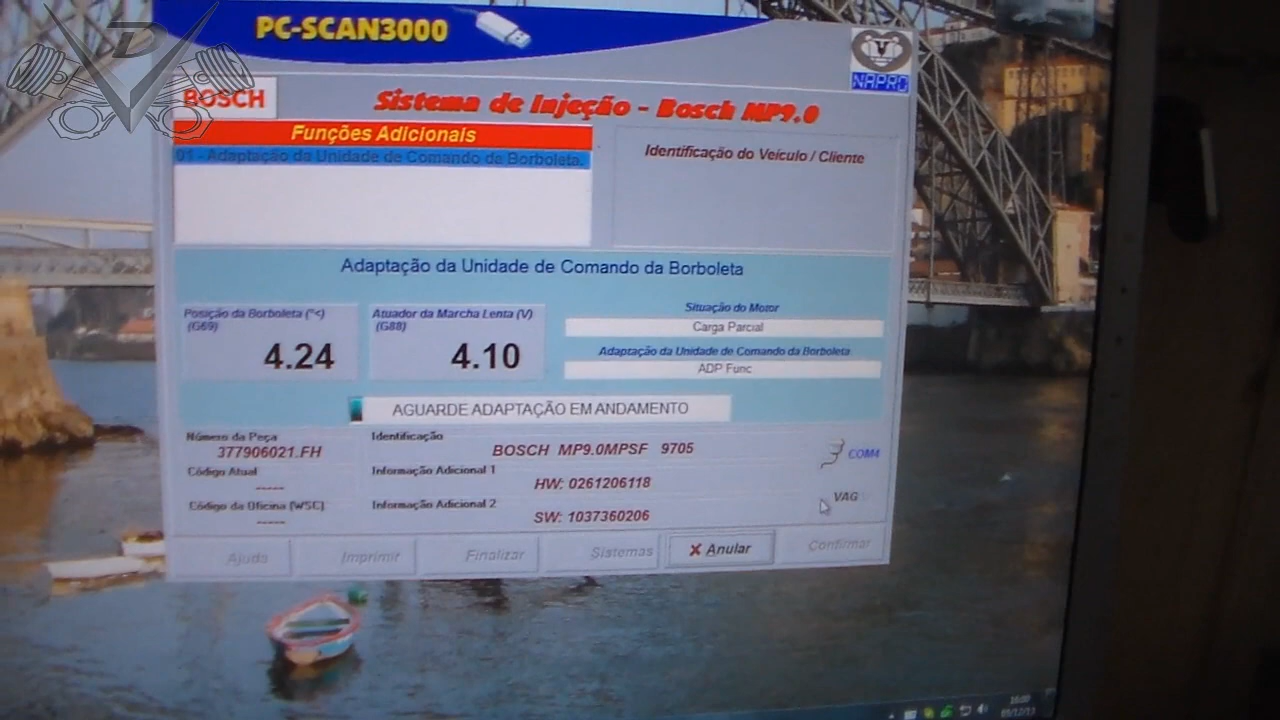 PC-SCAN3000
DV
NAPRO
BOSCH
Sistema de Injeção - Bosch MP9.0
Funções Adicionais
01 - Adaptação da Unidade de Comando da Borboleta.
Identificação do Veículo / Cliente
Adaptação da Unidade de Comando da Borboleta
Posição da Borboleta (°<)
(G69)
4.24
Atuador da Marcha Lenta (V)
(G88)
4.10
Situação do Motor
Carga Parcial
Adaptação da Unidade de Comando da Borboleta
ADP Func
AGUARDE ADAPTAÇÃO EM ANDAMENTO
Número da Peça
377906021.FH
Identificação
BOSCH MP9.0MPSF 9705
Código Atual
-----
Informação Adicional 1
HW: 0261206118
Código da Oficina (WSC)
-----
Informação Adicional 2
SW: 1037360206
COM4
VAG
Ajuda
Imprimir
Finalizar
Sistemas
X Anular
Confirmar